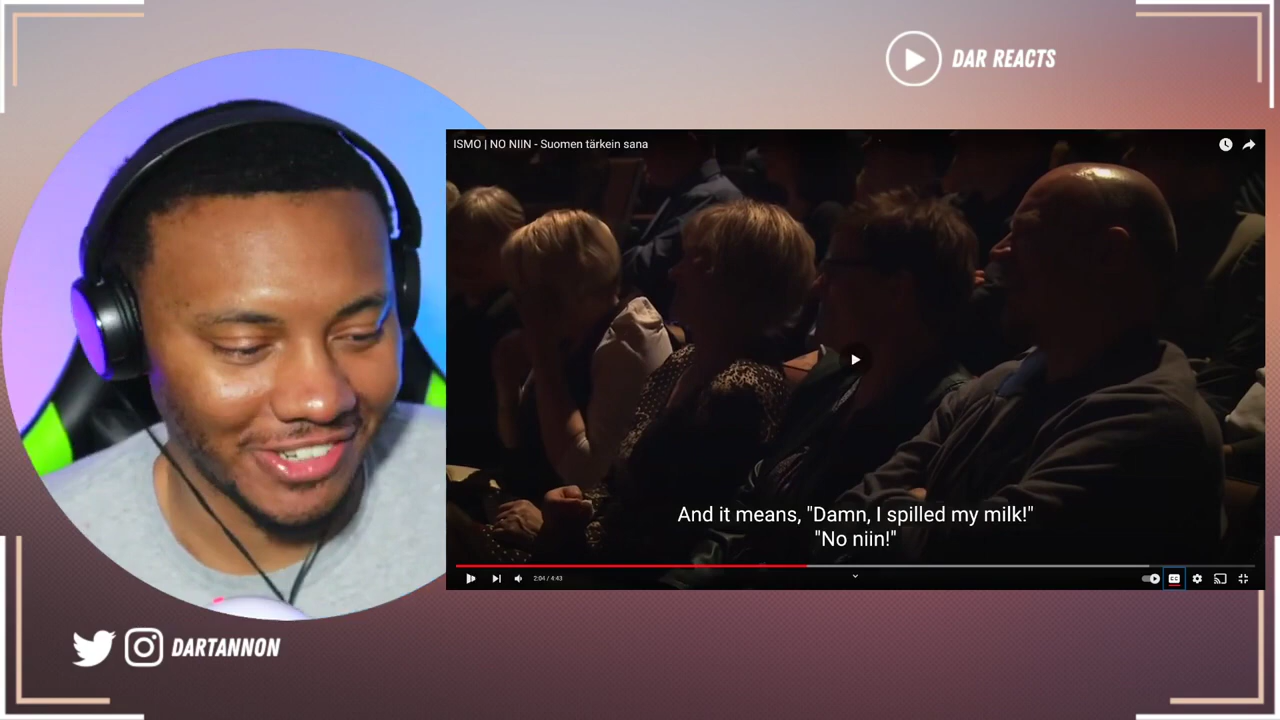 DAR REACTS
ISMO | NO NIIN - Suomen tärkein sana
And it means, "Damn, I spilled my milk!"
"No niin!"
2:04 / 4:43
CC
DARTANNON